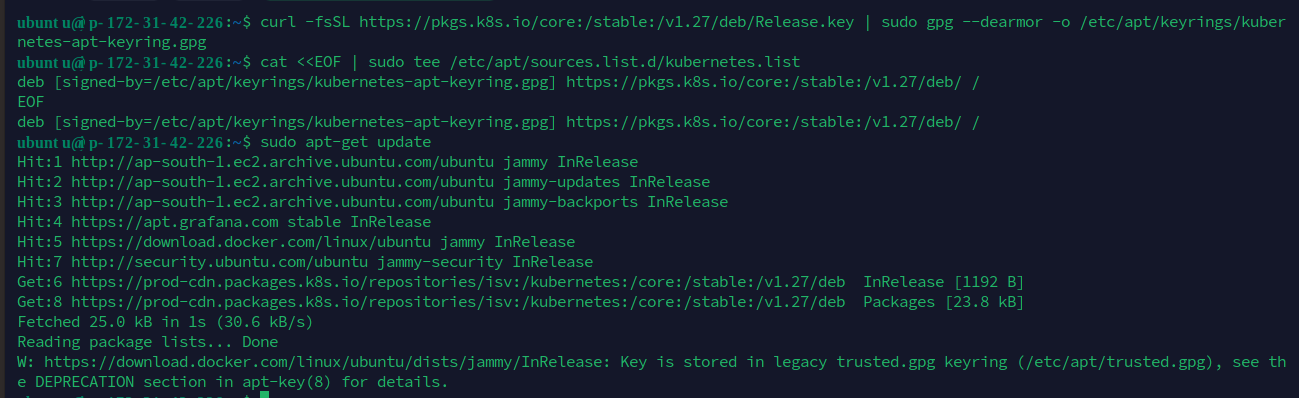 ubuntu@p-172-31-42-226:~$ curl -fsSL https://pkgs.k8s.io/core:/stable:/v1.27/deb/Release.key | sudo gpg --dearmor -o /etc/apt/keyrings/kuber
netes-apt-keyring.gpg
ubuntu@p-172-31-42-226:~$ cat <<EOF | sudo tee /etc/apt/sources.list.d/kubernetes.list
deb [signed-by=/etc/apt/keyrings/kubernetes-apt-keyring.gpg] https://pkgs.k8s.io/core:/stable:/v1.27/deb/ /
EOF
deb [signed-by=/etc/apt/keyrings/kubernetes-apt-keyring.gpg] https://pkgs.k8s.io/core:/stable:/v1.27/deb/ /
ubuntu@p-172-31-42-226:~$ sudo apt-get update
Hit:1 http://ap-south-1.ec2.archive.ubuntu.com/ubuntu jammy InRelease
Hit:2 http://ap-south-1.ec2.archive.ubuntu.com/ubuntu jammy-updates InRelease
Hit:3 http://ap-south-1.ec2.archive.ubuntu.com/ubuntu jammy-backports InRelease
Hit:4 https://apt.grafana.com stable InRelease
Hit:5 https://download.docker.com/linux/ubuntu jammy InRelease
Hit:7 http://security.ubuntu.com/ubuntu jammy-security InRelease
Get:6 https://prod-cdn.packages.k8s.io/repositories/isv:/kubernetes:/core:/stable:/v1.27/deb  InRelease [1192 B]
Get:8 https://prod-cdn.packages.k8s.io/repositories/isv:/kubernetes:/core:/stable:/v1.27/deb  Packages [23.8 kB]
Fetched 25.0 kB in 1s (30.6 kB/s)
Reading package lists... Done
W: https://download.docker.com/linux/ubuntu/dists/jammy/InRelease: Key is stored in legacy trusted.gpg keyring (/etc/apt/trusted.gpg), see th
e DEPRECATION section in apt-key(8) for details.